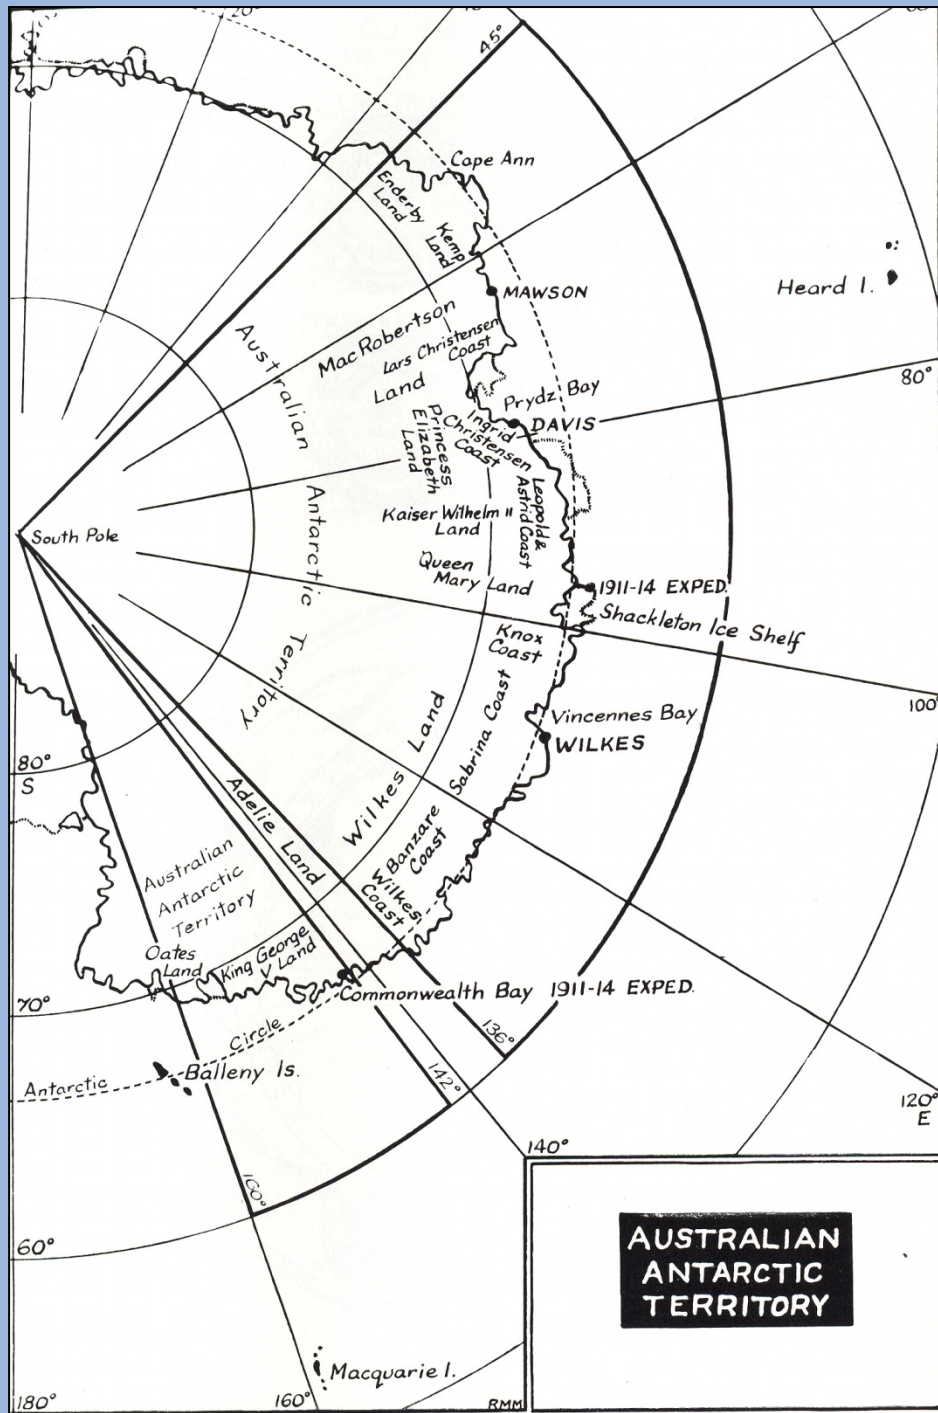 20°
45°
Cape Ann
Enderby
Land
Kemp
Land
MAWSON
Heard I.
MacRobertson
Land
Lars Christensen
Coast
80°
Prydz Bay
DAVIS
Ingrid
Christensen
Coast
Princess
Elizabeth
Land
Australian Antarctic Territory
Leopold &
Astrid Coast
Kaiser Wilhelm II
Land
South Pole
Queen
Mary Land
1911-14 EXPED.
Shackleton Ice Shelf
Knox
Coast
100°
Vincennes Bay
WILKES
Sabrina Coast
Wilkes Land
80°
S
Adelie Land
Banzare
Coast
Wilkes
Coast
Australian
Antarctic
Territory
Oates
Land
King George
V Land
Commonwealth Bay 1911-14 EXPED.
70°
136°
Antarctic Circle
Balleny Is.
142°
120°
E
140°
160°
60°
AUSTRALIAN
ANTARCTIC
TERRITORY
Macquarie I.
180°
160°
RMM